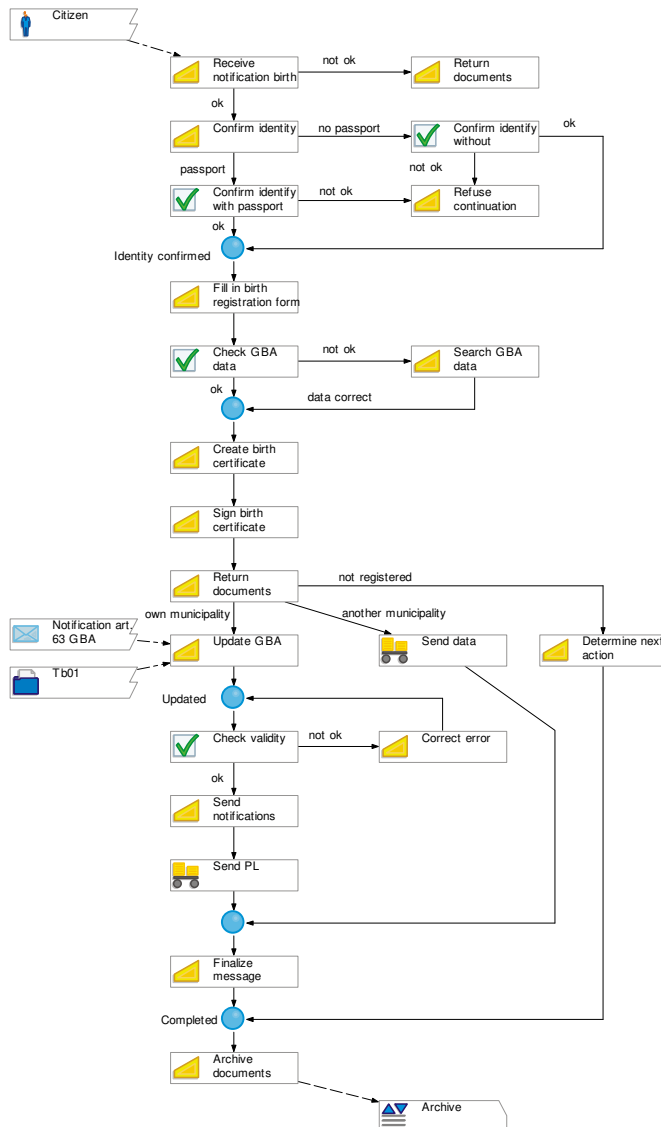 Citizen
Receive
notification birth
not ok
Return
documents
ok
Confirm identity
no passport
Confirm identify
without
ok
passport
not ok
Confirm identify
with passport
not ok
Refuse
continuation
ok
Identity confirmed
Fill in birth
registration form
Check GBA
data
not ok
Search GBA
data
ok
data correct
Create birth
certificate
Sign birth
certificate
Return
documents
not registered
own municipality
another municipality
Notification art.
63 GBA
Update GBA
Send data
Determine next
action
Tb01
Updated
Check validity
not ok
Correct error
ok
Send
notifications
Send PL
Finalize
message
Completed
Archive
documents
Archive